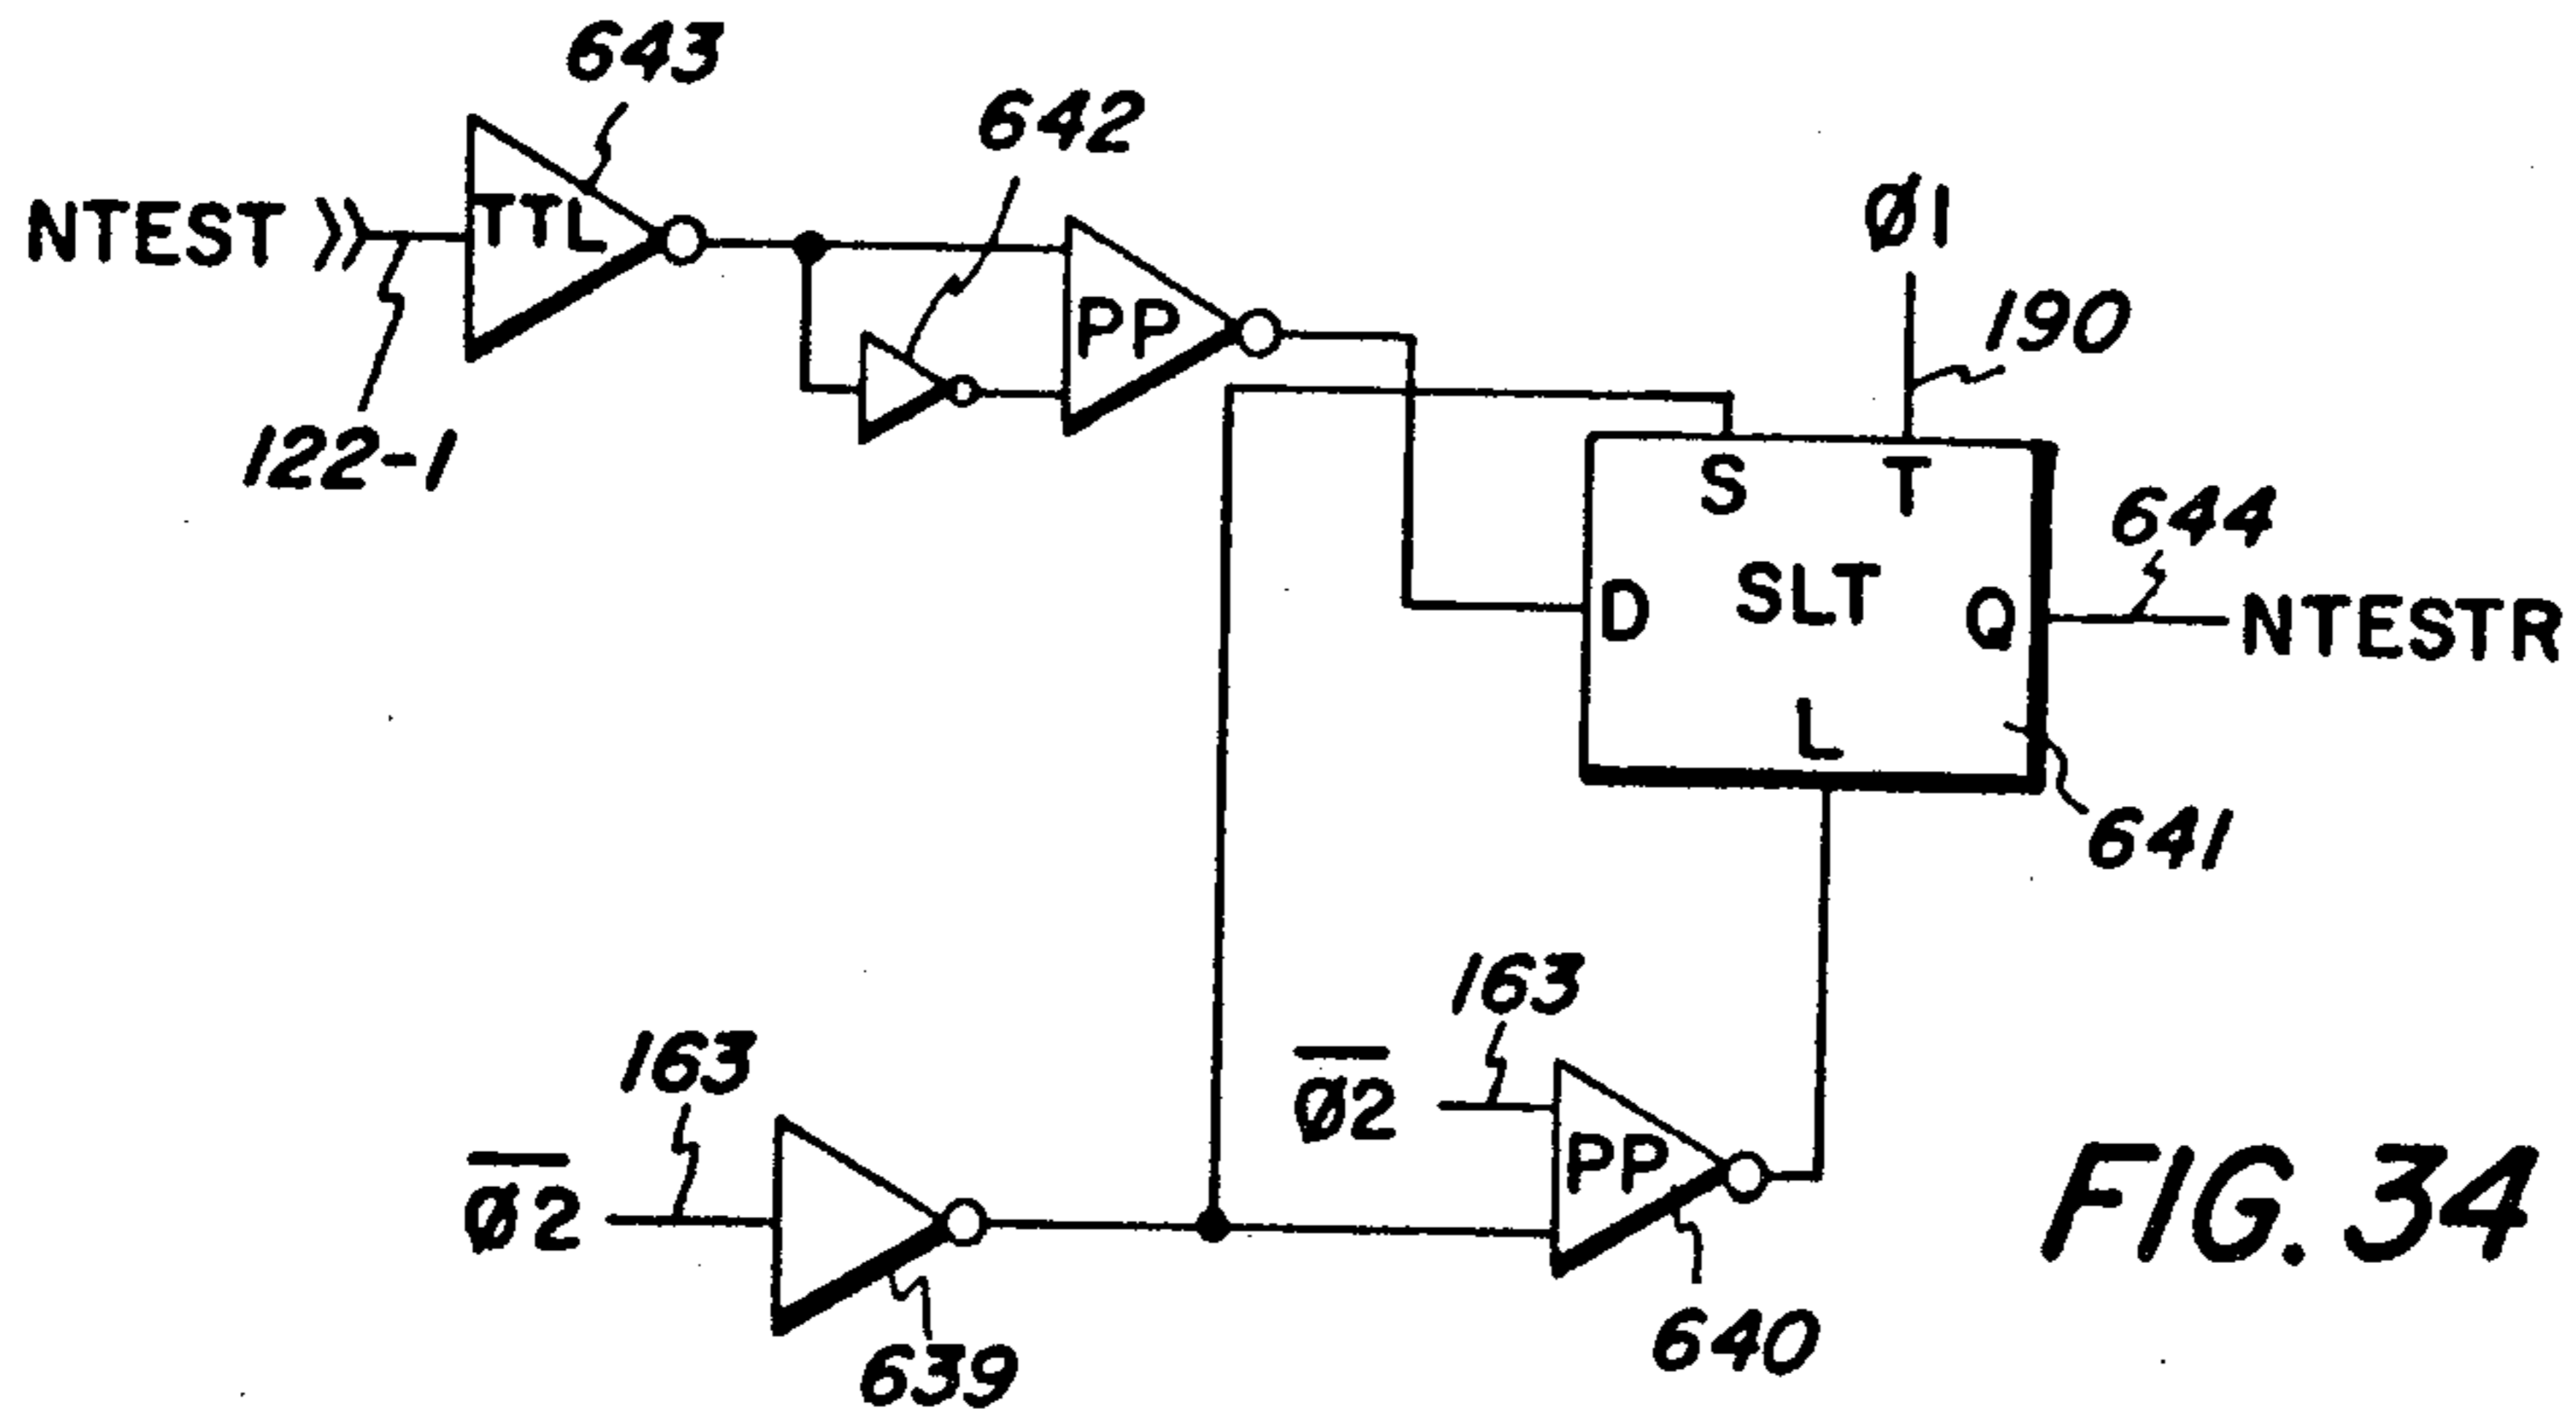 643
642
NTEST
TTL
Ø1
190
PP
122-1
S T
644
D SLT Q NTESTR
L
641
163
163
Ø2̅
PP
Ø2̅
640
639
FIG. 34